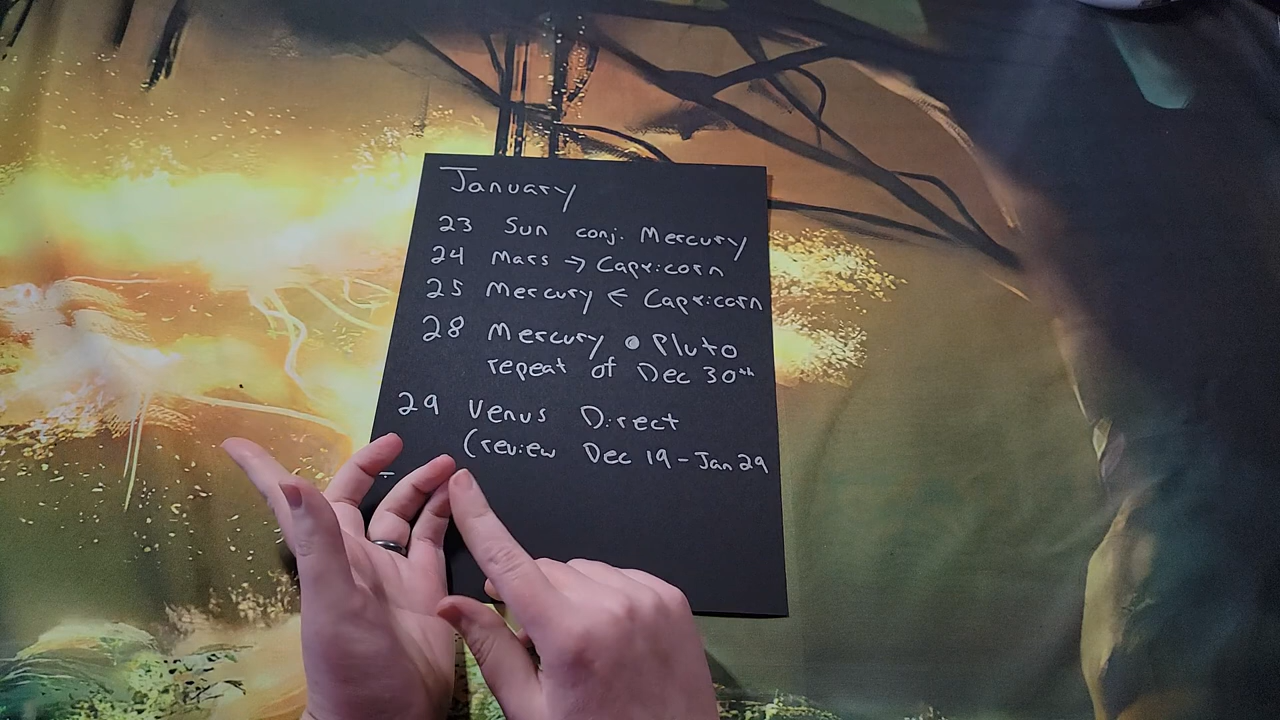 January
23 Sun conj. Mercury
24 Mars → Capricorn
25 Mercury ← Capricorn
28 Mercury • Pluto
repeat of Dec 30th
29 Venus Direct
(review Dec 19 - Jan 29